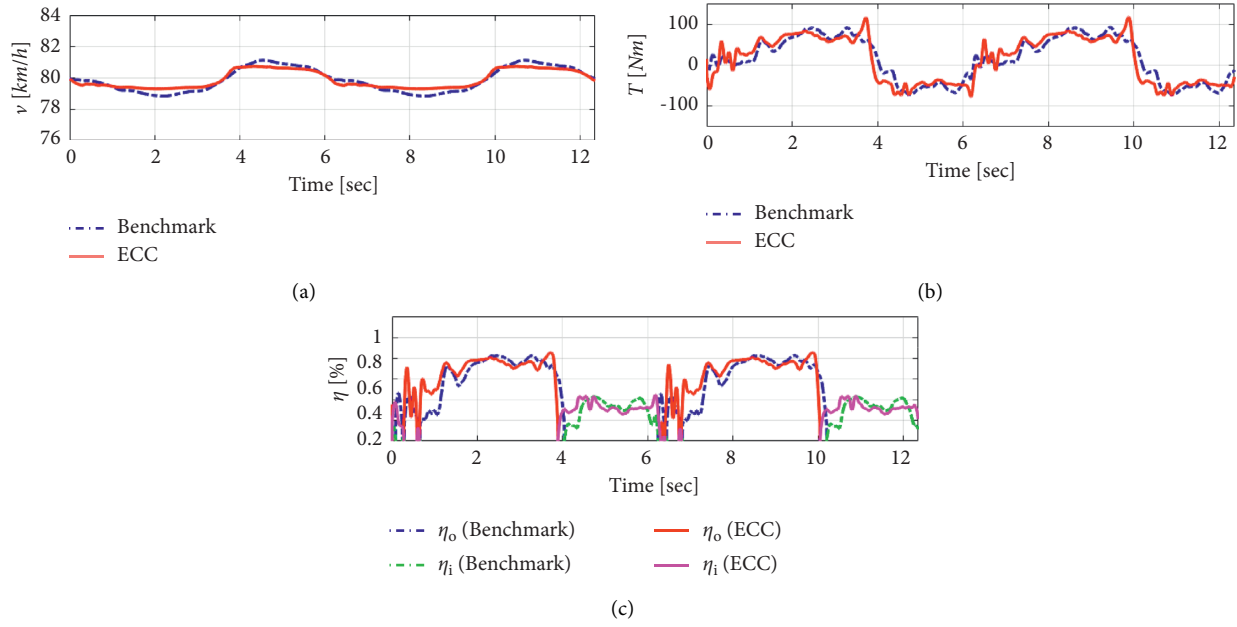 84
82
80
78
76
v [km/h]
0 2 4 6 8 10 12
Time [sec]
Benchmark
ECC
(a)
100
0
-100
T [Nm]
0 2 4 6 8 10 12
Time [sec]
Benchmark
ECC
(b)
1
0.8
0.6
0.4
0.2
η [%]
0 2 4 6 8 10 12
Time [sec]
ηo (Benchmark) ηo (ECC)
ηi (Benchmark) ηi (ECC)
(c)